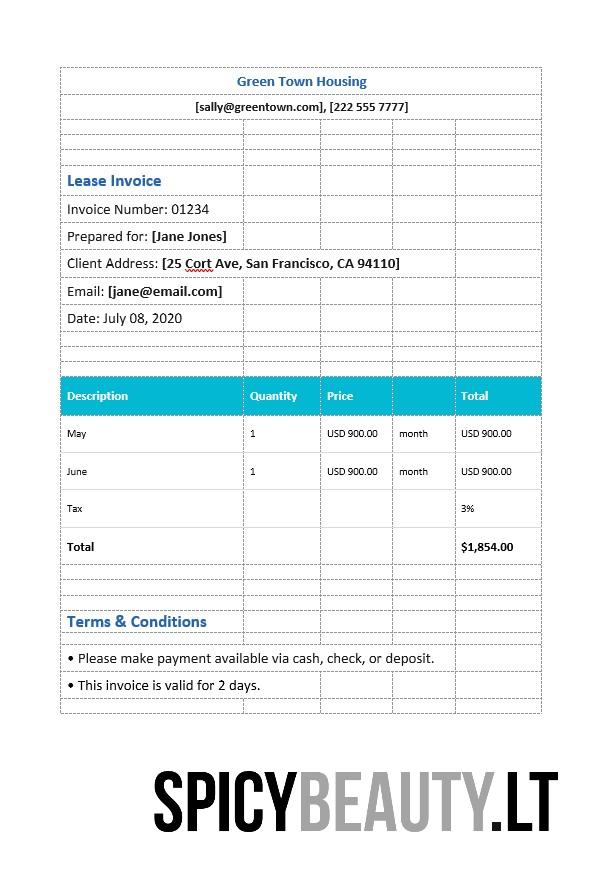 Green Town Housing
[sally@greentown.com], [222 555 7777]
Lease Invoice
Invoice Number: 01234
Prepared for: [Jane Jones]
Client Address: [25 Cort Ave, San Francisco, CA 94110]
Email: [jane@email.com]
Date: July 08, 2020
Description Quantity Price Total
May 1 USD 900.00 month USD 900.00
June 1 USD 900.00 month USD 900.00
Tax 3%
Total $1,854.00
Terms & Conditions
• Please make payment available via cash, check, or deposit.
• This invoice is valid for 2 days.
SPICYBEAUTY.LT